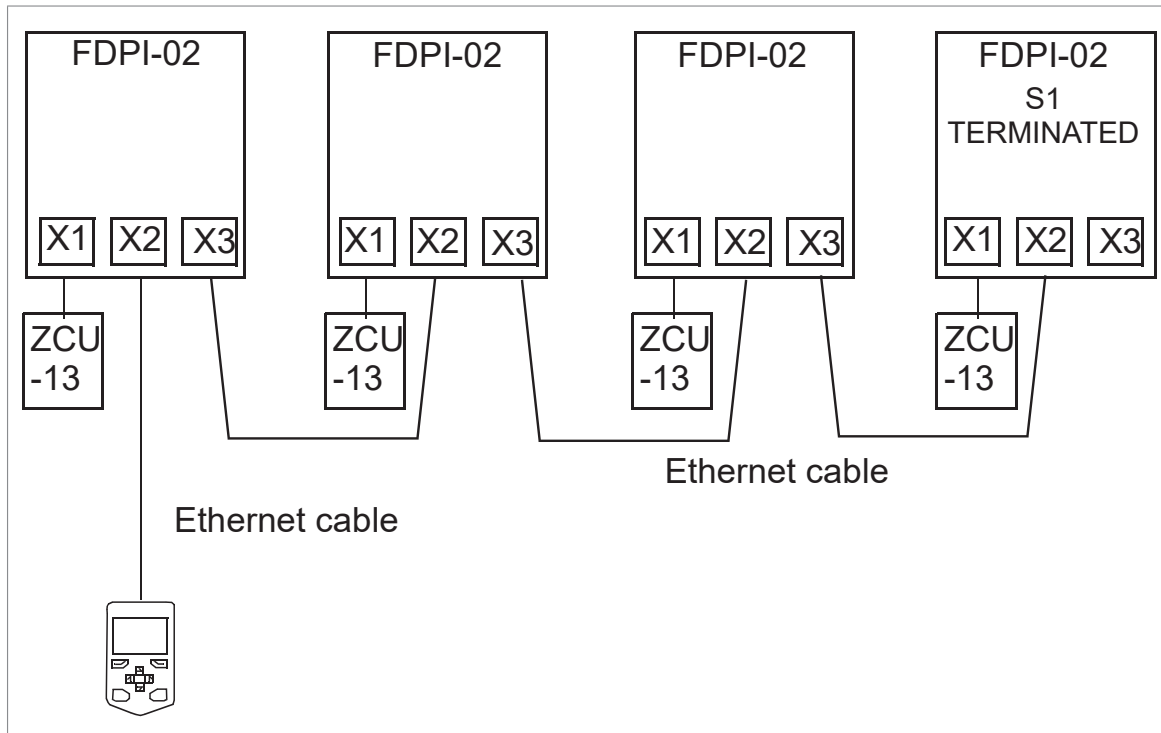 FDPI-02
FDPI-02
FDPI-02
FDPI-02
S1
TERMINATED
X1 X2 X3
X1 X2 X3
X1 X2 X3
X1 X2 X3
ZCU
-13
ZCU
-13
ZCU
-13
ZCU
-13
Ethernet cable
Ethernet cable